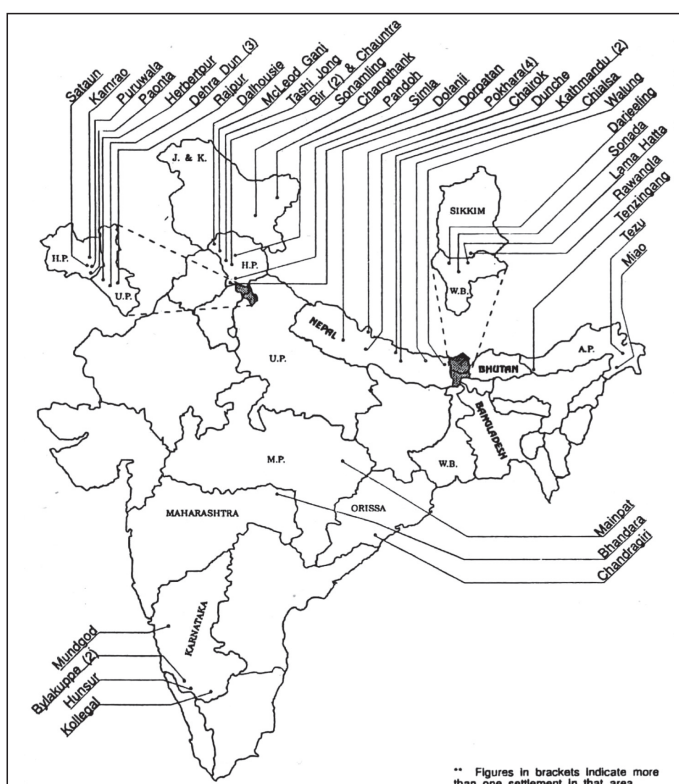 Sataun
Kamrao
Puruwala
Paonta
Herbertpur
Dehra Dun (3)
Rajpur
Dalhousie
McLeod Ganj
Tashi Jong
Bir (2) & Chauntra
Sonamling
Changthank
Pandoh
Simla
Dolanji
Dorpatan
Pokhara(4)
Chairok
Dunche
Kathmandu (2)
Chialsa
Walung
Darjeeling
Sonada
Lama Hatta
Rawangla
Tenzingang
Tezu
Miao
J. & K.
SIKKIM
H.P.
H.P.
U.P.
W.B.
NEPAL
BHUTAN
A.P.
U.P.
BANGLADESH
M.P.
W.B.
MAHARASHTRA
ORISSA
Mainpat
Bhandara
Chandragiri
KARNATAKA
Mundgod
Bylakuppe (2)
Hunsur
Kollegal
** Figures in brackets indicate more
than one settlement in that area